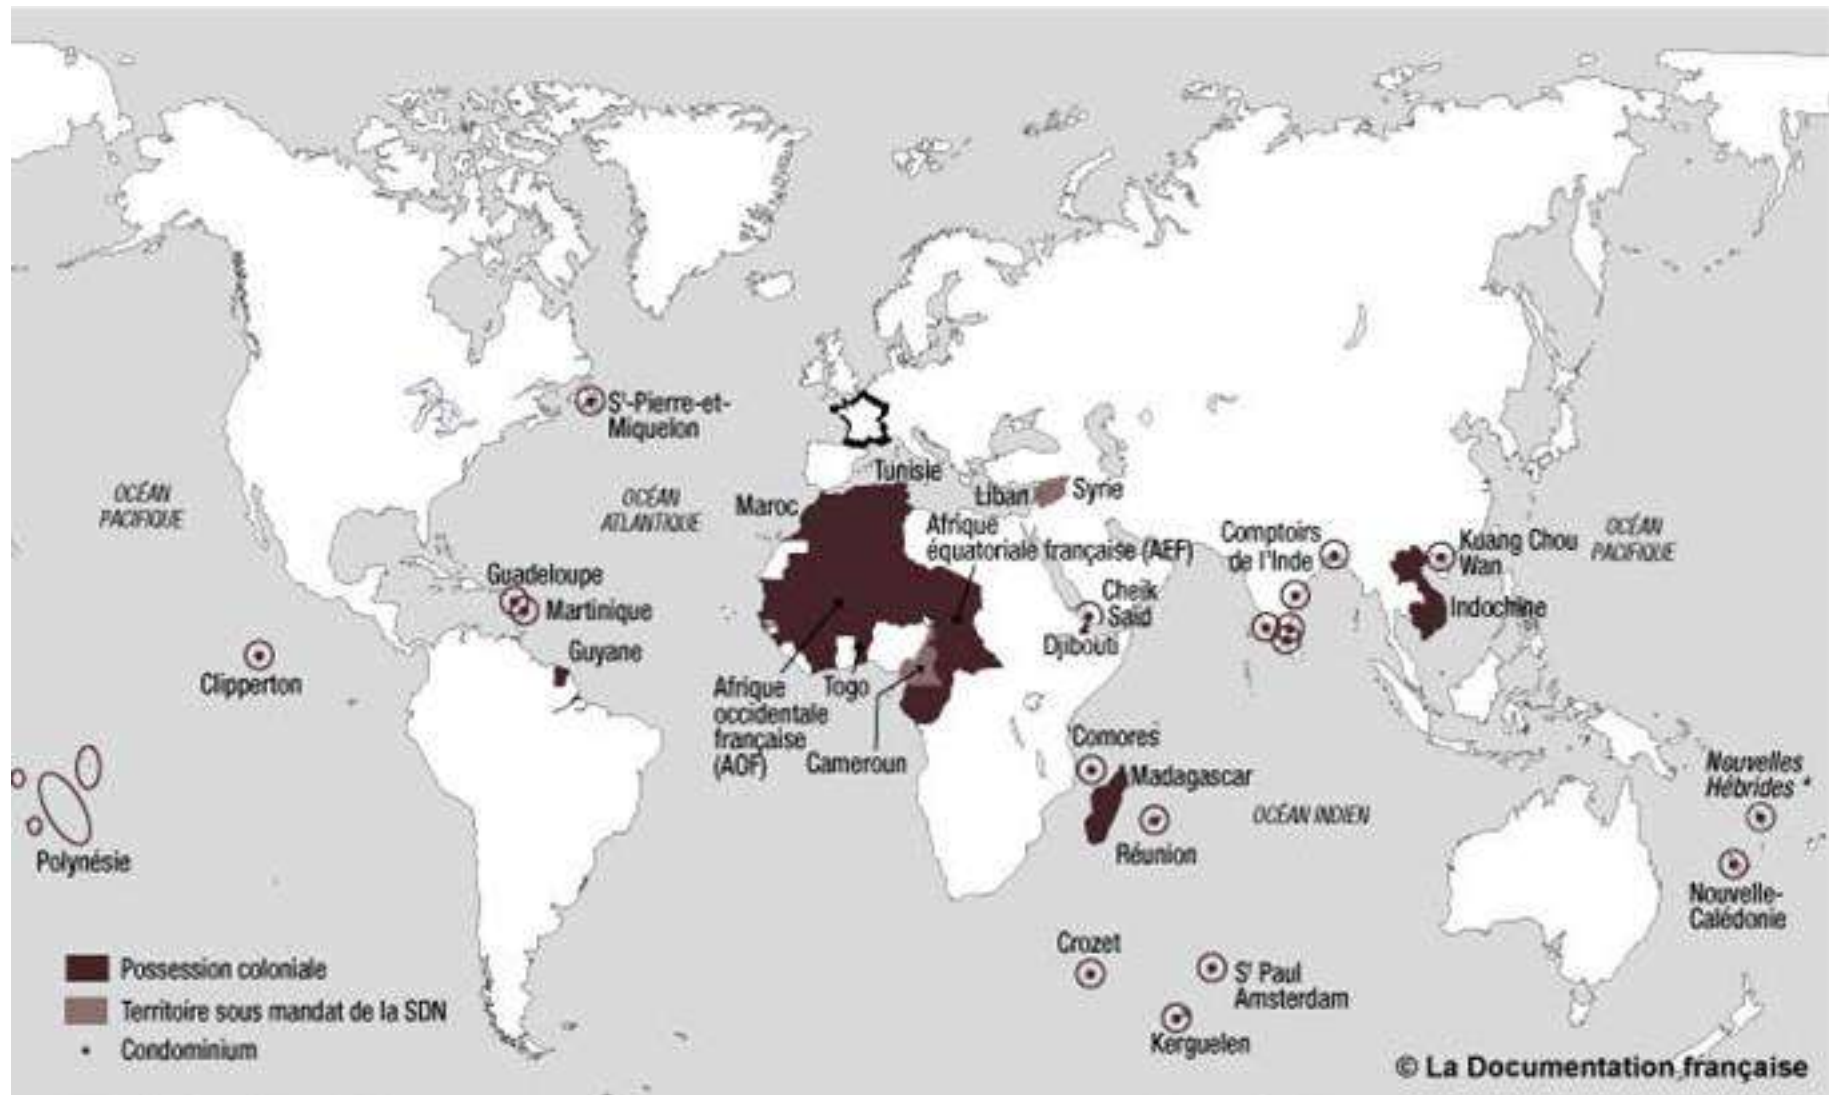 St-Pierre-et-
Miquelon
OCÉAN
PACIFIQUE
OCÉAN
ATLANTIQUE
Tunisie
Maroc
Liban
Syrie
Afrique
équatoriale française (AEF)
Comptoirs
de l'Inde
Kuang Chou
Wan
OCÉAN
PACIFIQUE
Guadeloupe
Martinique
Cheik
Saïd
Djibouti
Indochine
Clipperton
Guyane
Afrique
occidentale
française
(AOF)
Togo
Cameroun
Comores
Madagascar
Réunion
OCÉAN INDIEN
Nouvelles
Hébrides *
Nouvelle-
Calédonie
Polynésie
Crozet
St Paul
Amsterdam
Kerguelen
Possession coloniale
Territoire sous mandat de la SDN
• Condominium
© La Documentation française